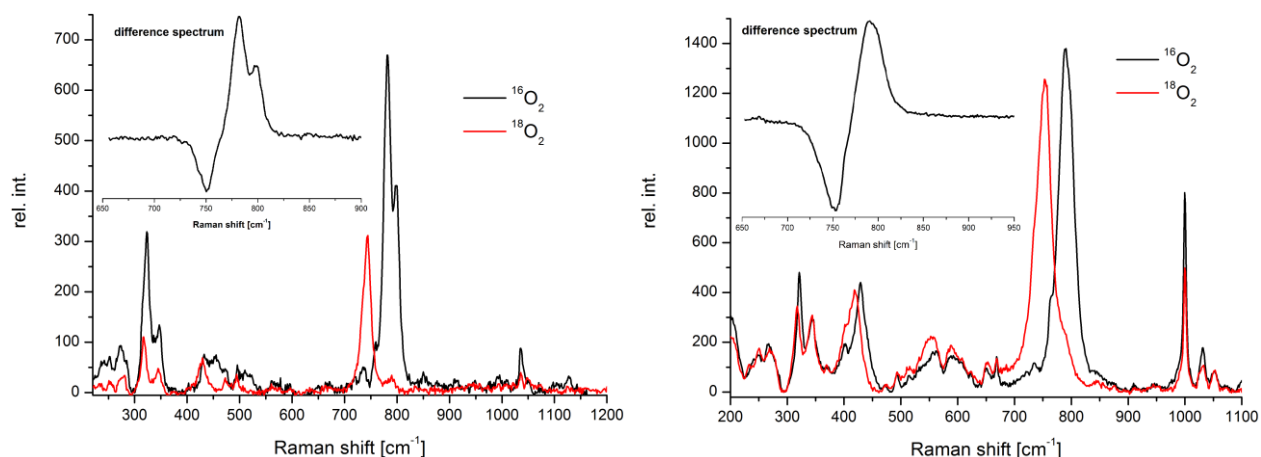 difference spectrum
700
600
500
400
300
200
100
0
rel. int.
650 700 750 800 850 900
Raman shift [cm⁻¹]
¹⁶O₂
¹⁸O₂
300 400 500 600 700 800 900 1000 1100 1200
Raman shift [cm⁻¹]
difference spectrum
1400
1200
1000
800
600
400
200
0
rel. int.
650 700 750 800 850 900 950
Raman shift [cm⁻¹]
¹⁶O₂
¹⁸O₂
200 300 400 500 600 700 800 900 1000 1100
Raman shift [cm⁻¹]